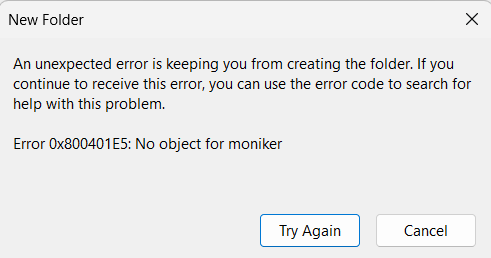 New Folder
An unexpected error is keeping you from creating the folder. If you
continue to receive this error, you can use the error code to search for
help with this problem.
Error 0x800401E5: No object for moniker
Try Again
Cancel